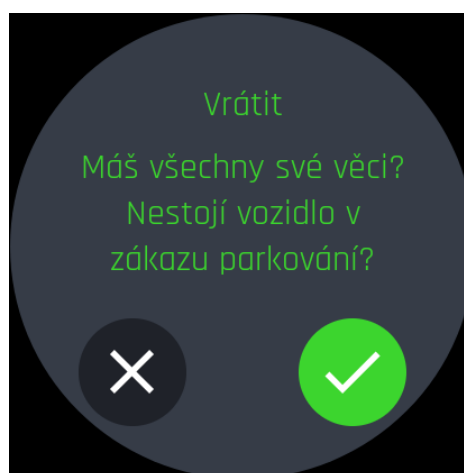 Vrátit
Máš všechny své věci?
Nestojí vozidlo v
zákazu parkování?